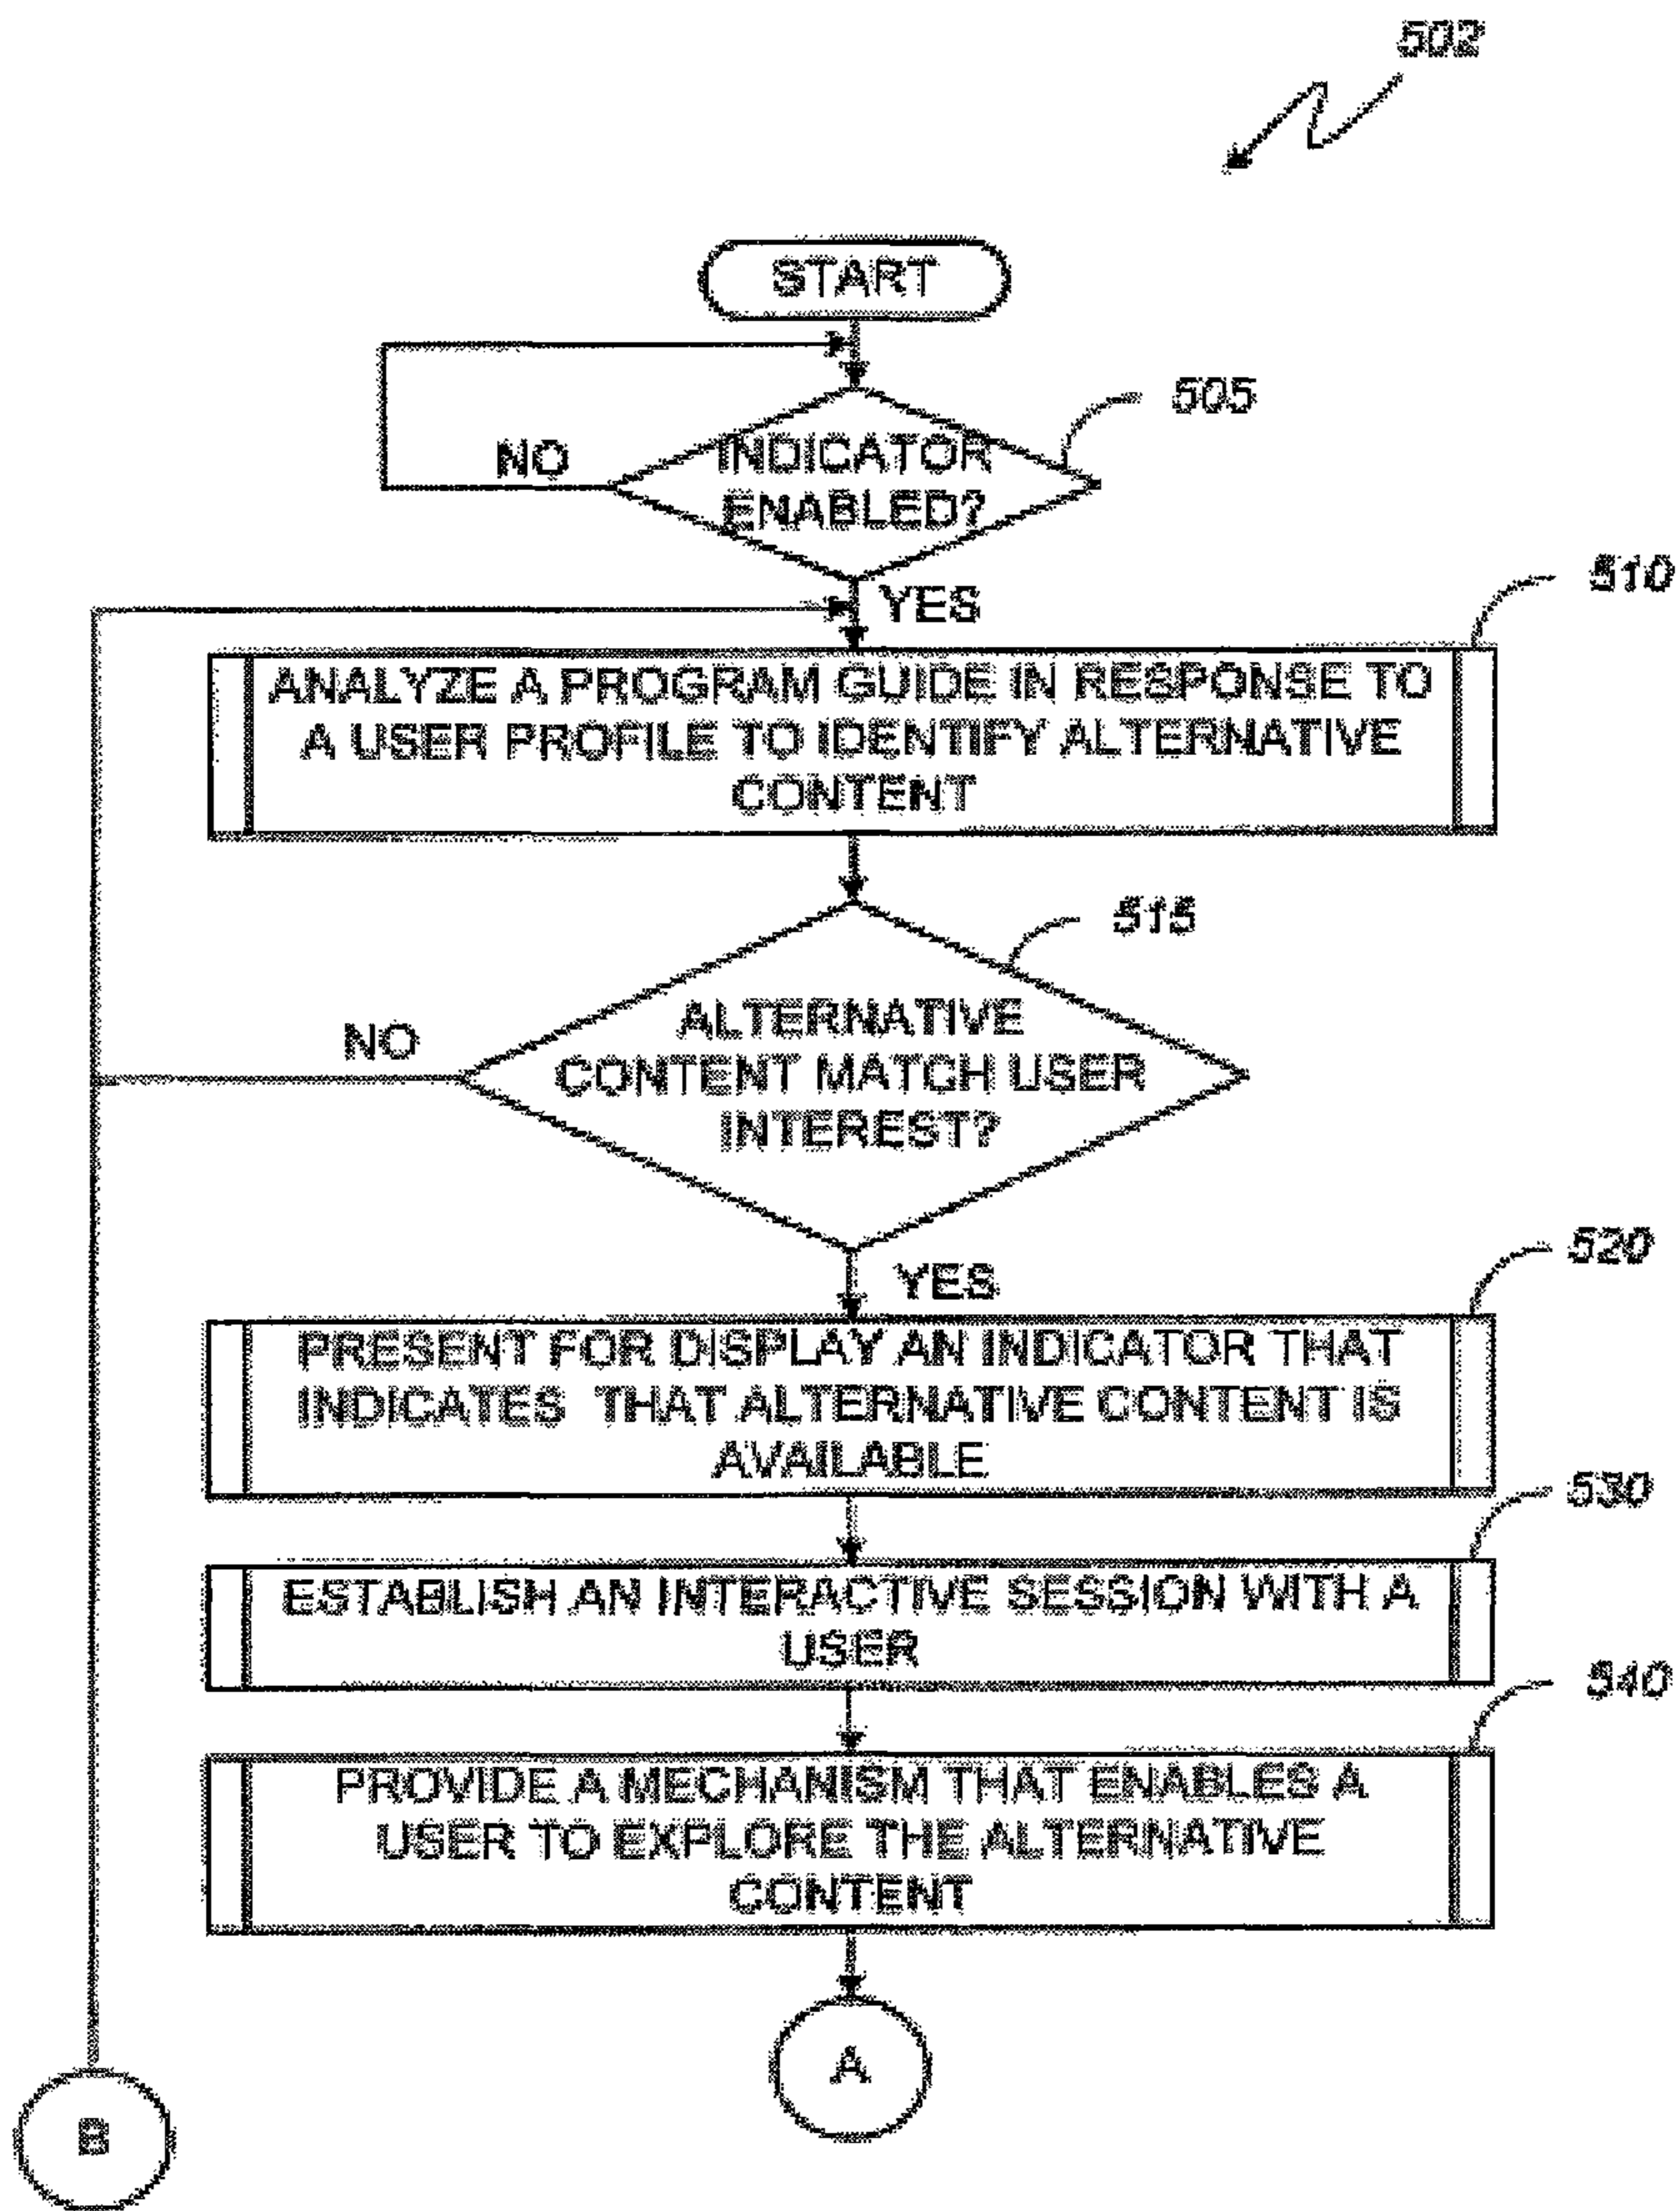 502
START
505
NO
INDICATOR
ENABLED?
510
YES
ANALYZE A PROGRAM GUIDE IN RESPONSE TO
A USER PROFILE TO IDENTIFY ALTERNATIVE
CONTENT
515
NO
ALTERNATIVE
CONTENT MATCH USER
INTEREST?
520
YES
PRESENT FOR DISPLAY AN INDICATOR THAT
INDICATES THAT ALTERNATIVE CONTENT IS
AVAILABLE
530
ESTABLISH AN INTERACTIVE SESSION WITH A
USER
540
PROVIDE A MECHANISM THAT ENABLES A
USER TO EXPLORE THE ALTERNATIVE
CONTENT
A
B